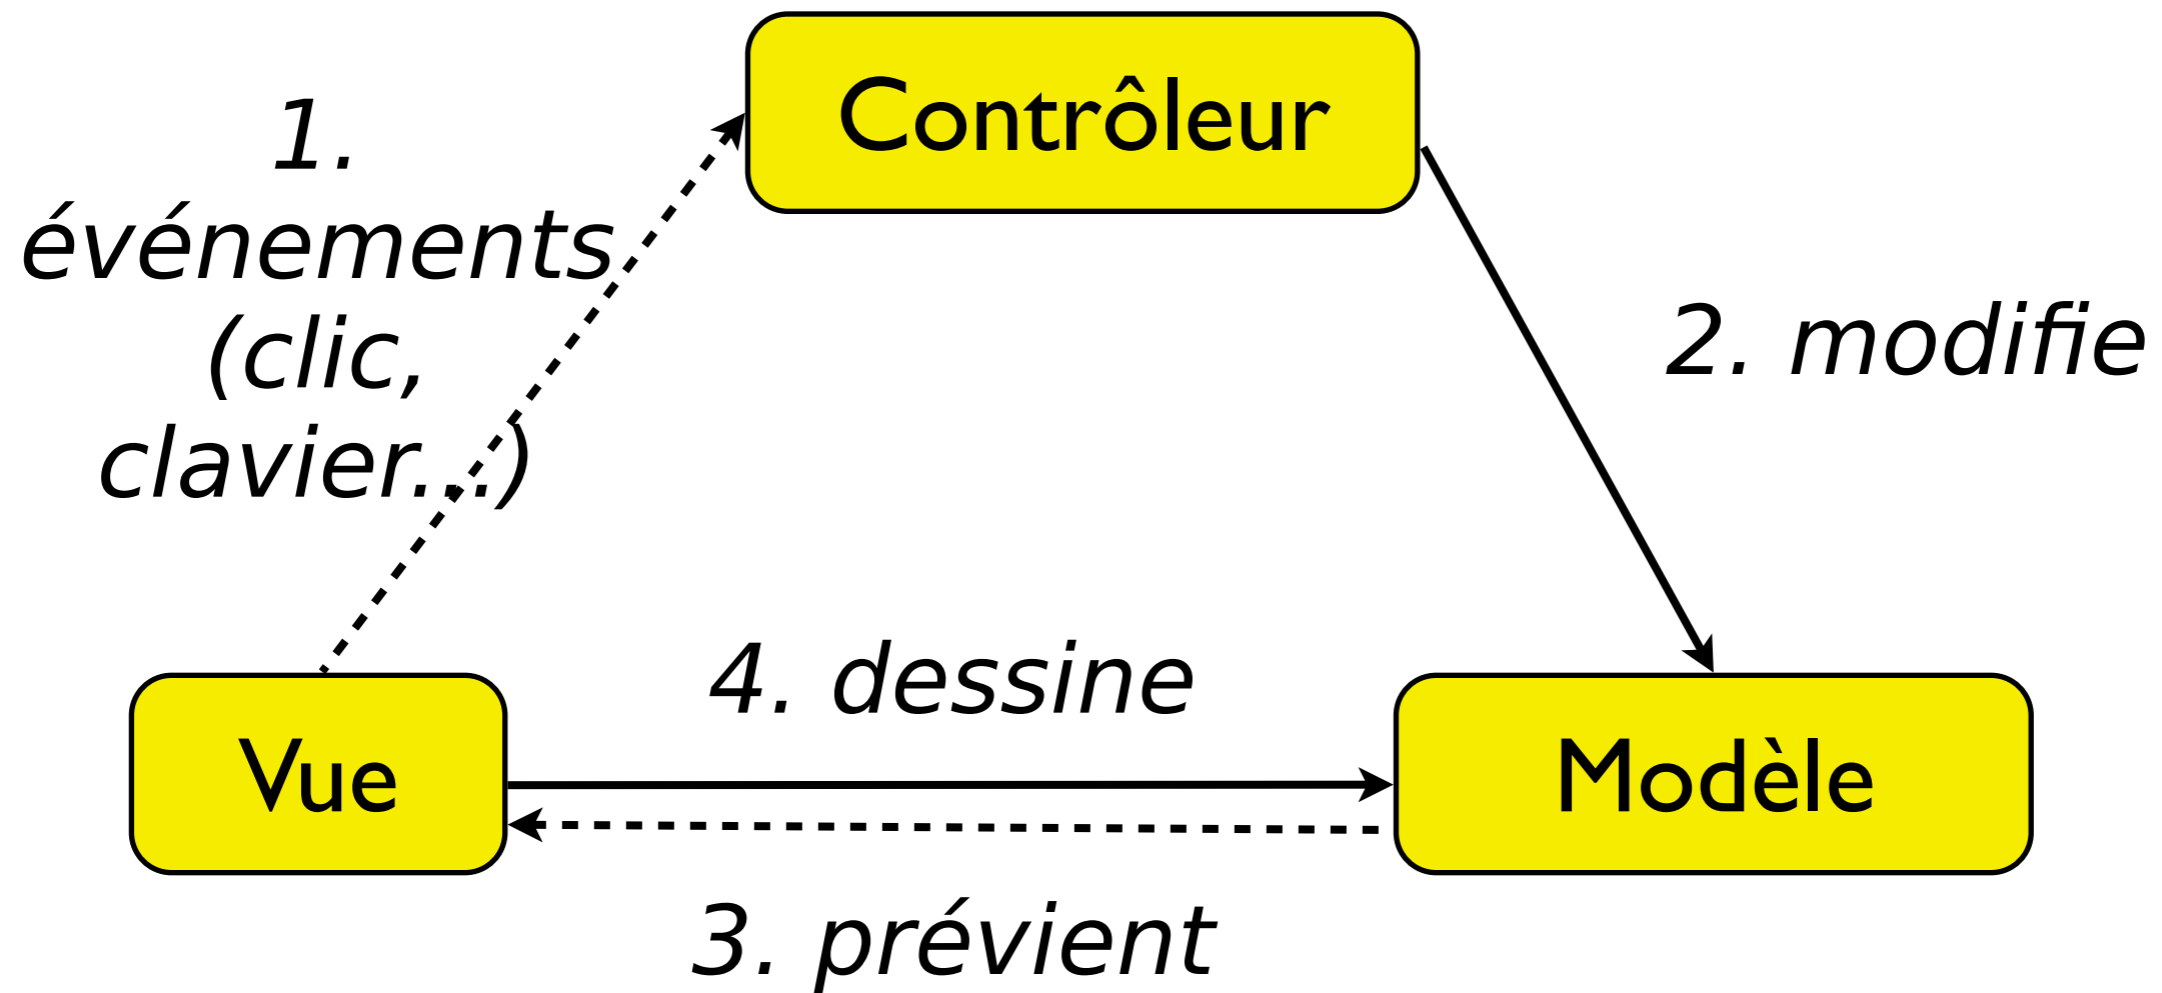 Contrôleur
1.
événements
(clic,
clavier...)
2. modifie
4. dessine
Vue
Modèle
3. prévient